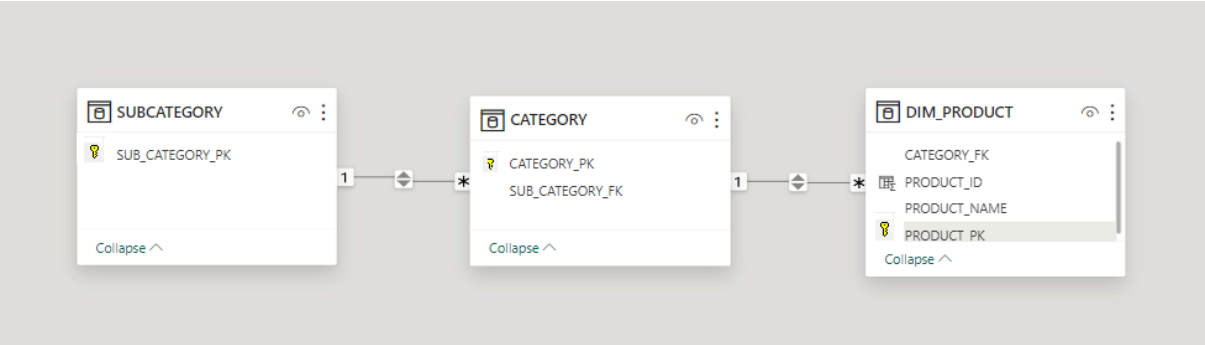 SUBCATEGORY
SUB_CATEGORY_PK
Collapse
1
*
CATEGORY
CATEGORY_PK
SUB_CATEGORY_FK
Collapse
1
*
DIM_PRODUCT
CATEGORY_FK
PRODUCT_ID
PRODUCT_NAME
PRODUCT_PK
Collapse